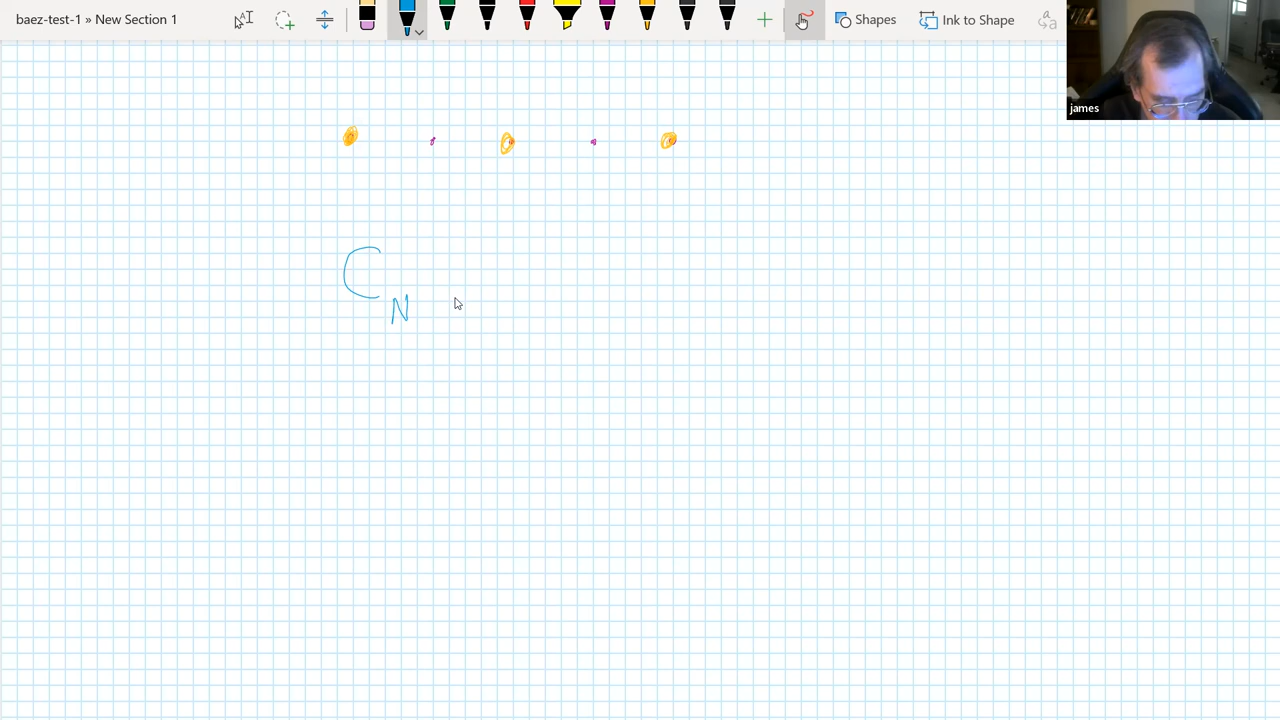 baez-test-1 » New Section 1
Shapes
Ink to Shape
james
C
N